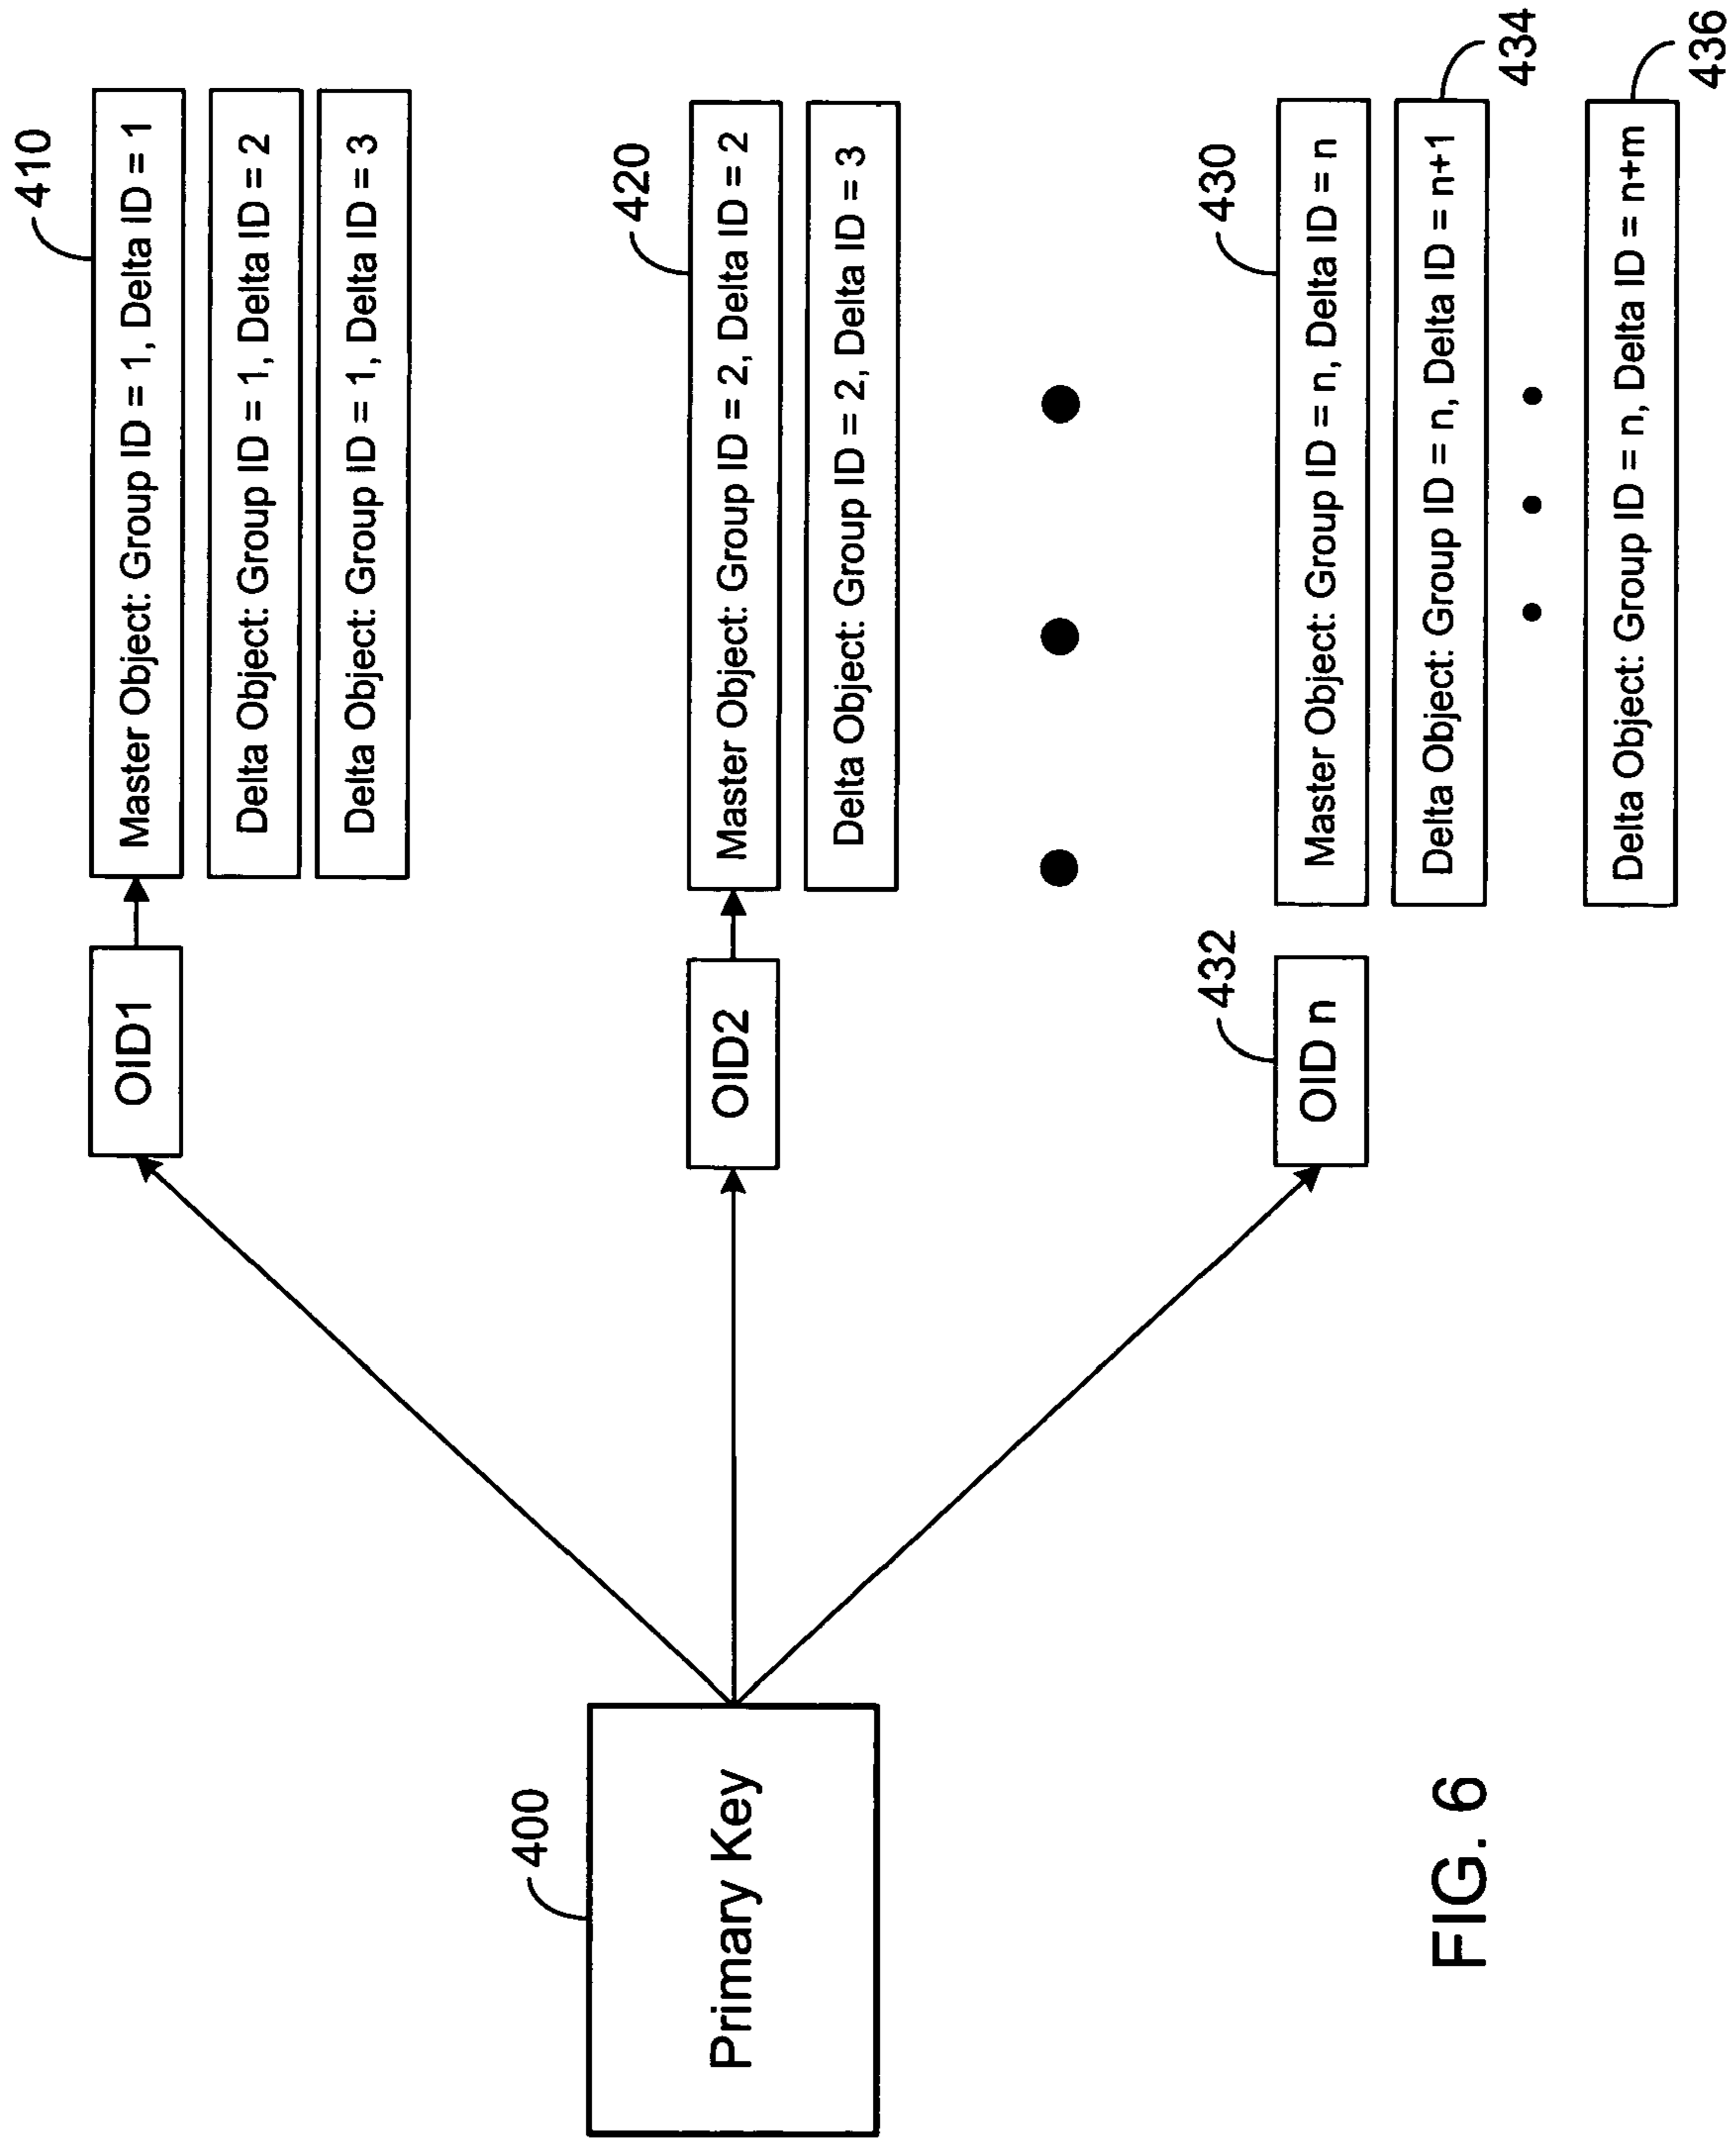 410
Master Object: Group ID = 1, Delta ID = 1
OID1
Delta Object: Group ID = 1, Delta ID = 2
Delta Object: Group ID = 1, Delta ID = 3
400
Primary Key
420
OID2
Master Object: Group ID = 2, Delta ID = 2
Delta Object: Group ID = 2, Delta ID = 3
432
OID n
430
Master Object: Group ID = n, Delta ID = n
Delta Object: Group ID = n, Delta ID = n+1
434
Delta Object: Group ID = n, Delta ID = n+m
436
FIG. 6